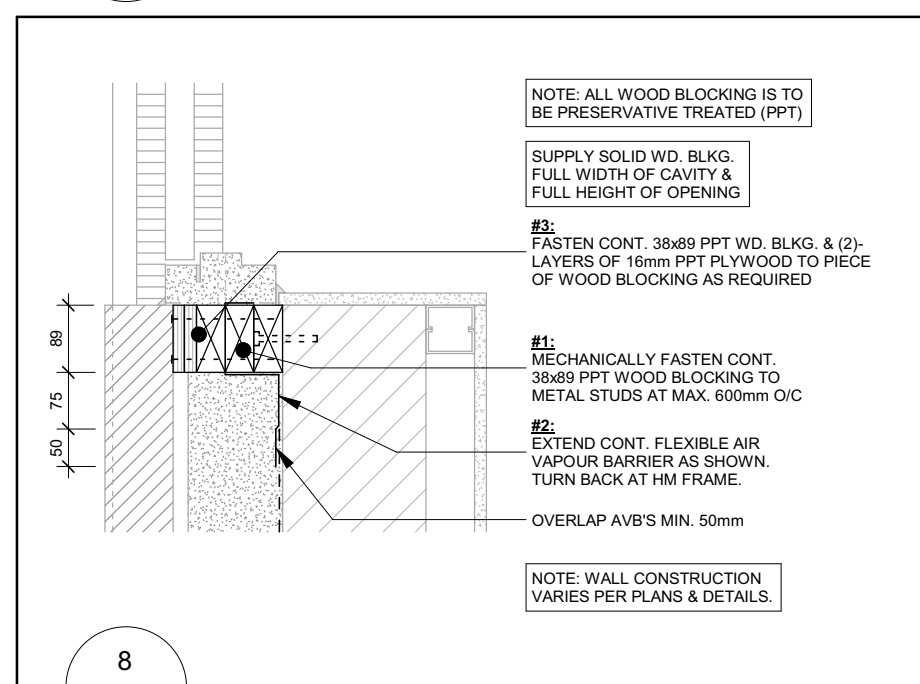 NOTE: ALL WOOD BLOCKING IS TO
BE PRESERVATIVE TREATED (PPT)
SUPPLY SOLID WD. BLKG.
FULL WIDTH OF CAVITY &
FULL HEIGHT OF OPENING
#3:
FASTEN CONT. 38x89 PPT WD. BLKG. & (2)-
LAYERS OF 16mm PPT PLYWOOD TO PIECE
OF WOOD BLOCKING AS REQUIRED
#1:
MECHANICALLY FASTEN CONT.
38x89 PPT WOOD BLOCKING TO
METAL STUDS AT MAX. 600mm O/C
#2:
EXTEND CONT. FLEXIBLE AIR
VAPOUR BARRIER AS SHOWN.
TURN BACK AT HM FRAME.
OVERLAP AVB'S MIN. 50mm
NOTE: WALL CONSTRUCTION
VARIES PER PLANS & DETAILS.
89
75
50
8